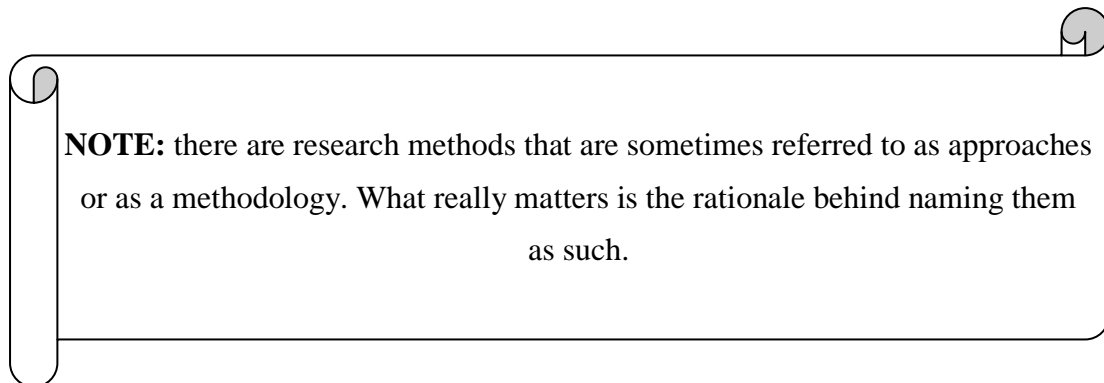 NOTE: there are research methods that are sometimes referred to as approaches
or as a methodology. What really matters is the rationale behind naming them
as such.